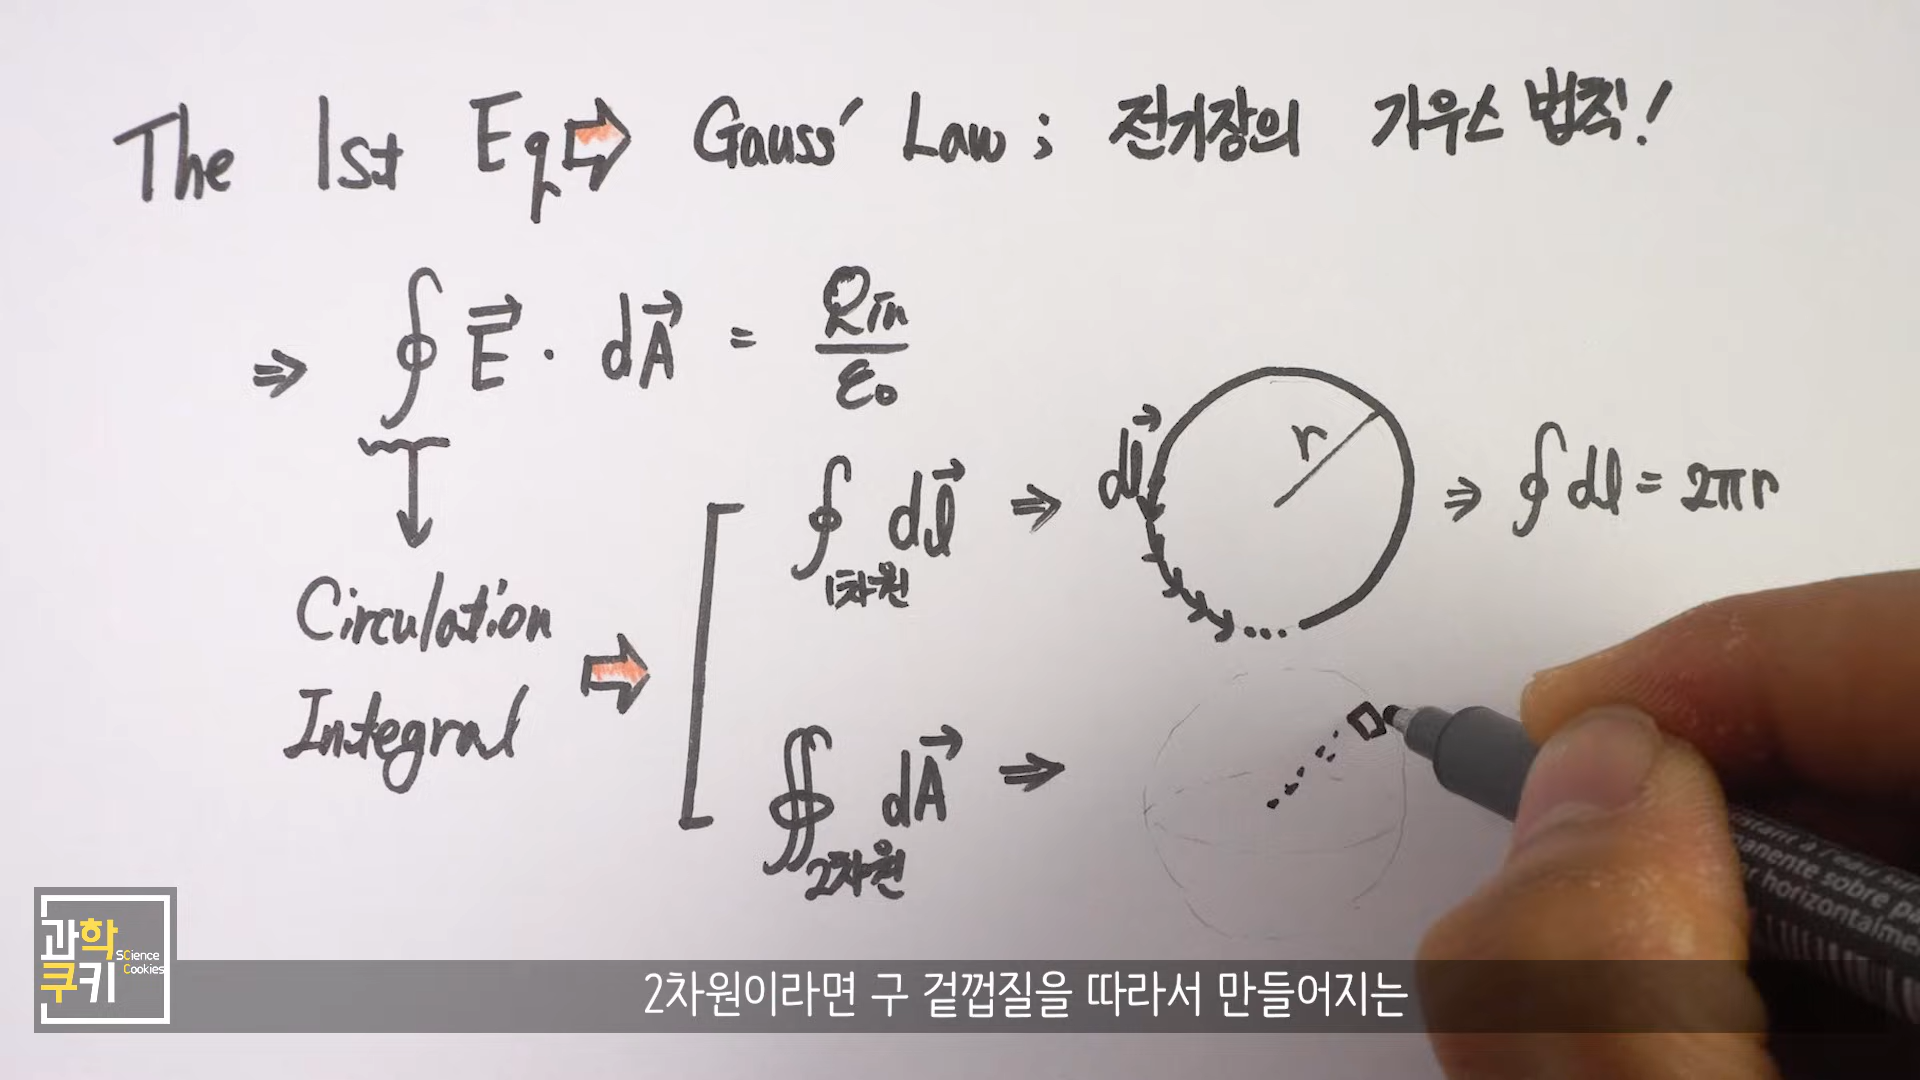 The 1st Eq ⇨ Gauss' Law ; 전기장의 가우스 법칙!
⇒ ∮ E⃗ · dA⃗ = Qin/ε₀
Circulation
Integral
∮ dl⃗ ⇒
1차원
dl⃗
r
⇒ ∮ dl = 2πr
∯ dA⃗ ⇒
2차원
과학
쿠키
Science
Cookies
2차원이라면 구 겉껍질을 따라서 만들어지는